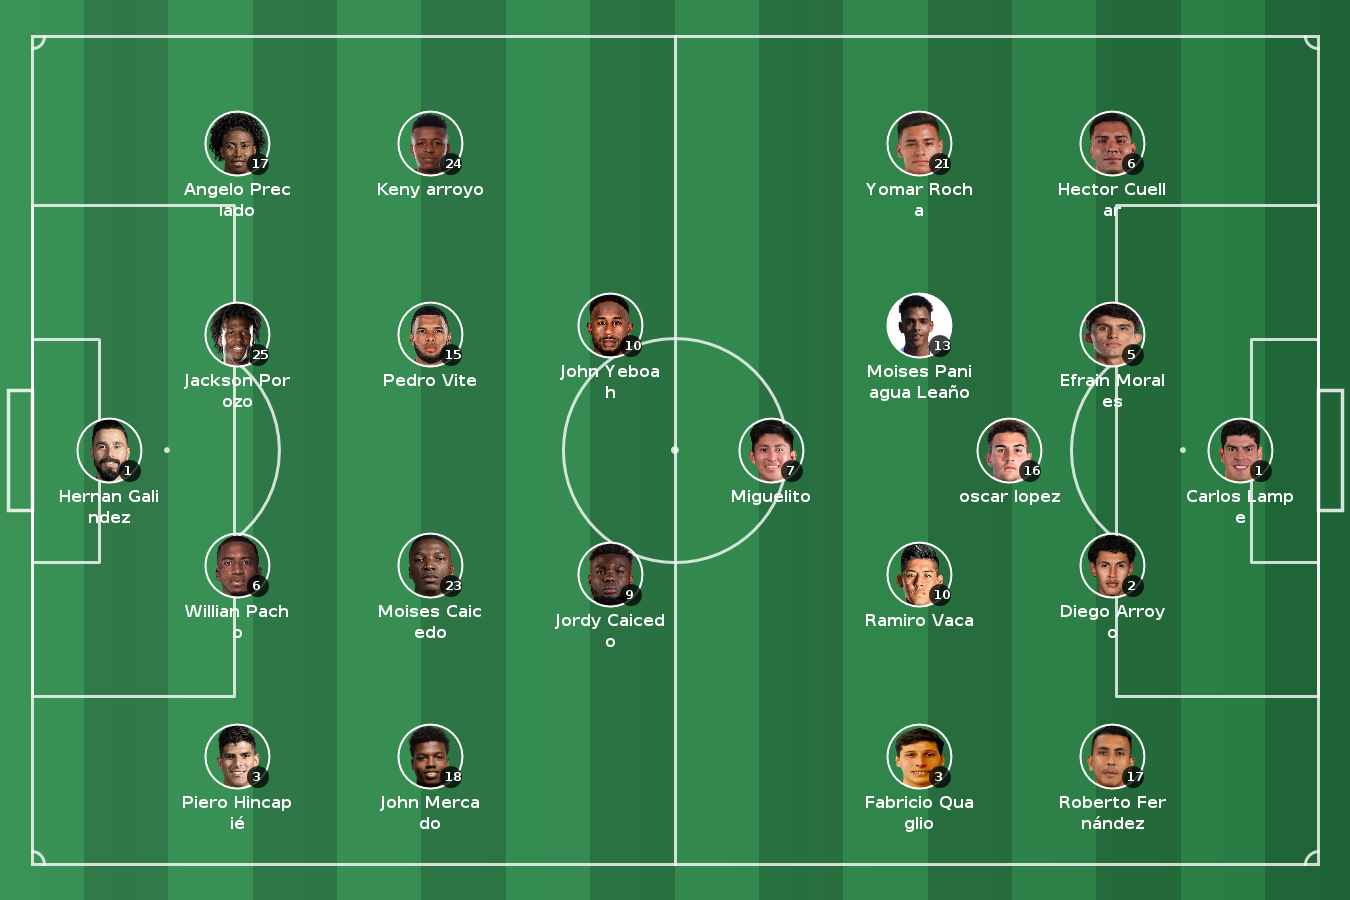 17
Angelo Prec
iado
24
Keny arroyo
21
Yomar Roch
a
6
Hector Cuell
ar
25
Jackson Por
ozo
15
Pedro Vite
10
John Yeboa
h
13
Moises Pani
agua Leaño
5
Efrain Moral
es
1
Hernan Gali
ndez
7
Miguelito
16
oscar lopez
1
Carlos Lamp
e
6
Willian Pach
o
23
Moises Caic
edo
9
Jordy Caiced
o
10
Ramiro Vaca
2
Diego Arroy
o
3
Piero Hincap
ié
18
John Merca
do
3
Fabricio Qua
glio
17
Roberto Fer
nández